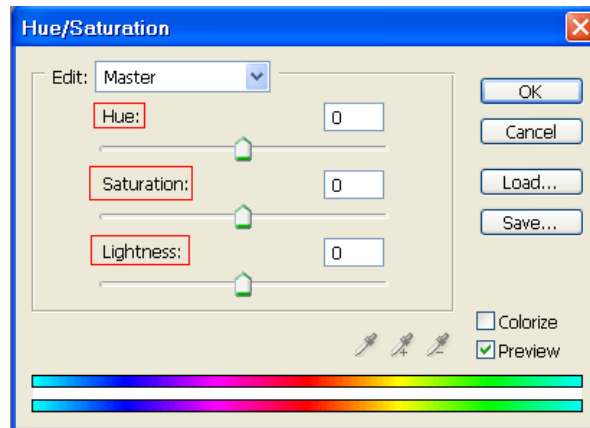 Hue/Saturation
Edit: Master
OK
Hue: 0
Cancel
Saturation: 0
Load...
Save...
Lightness: 0
Colorize
Preview